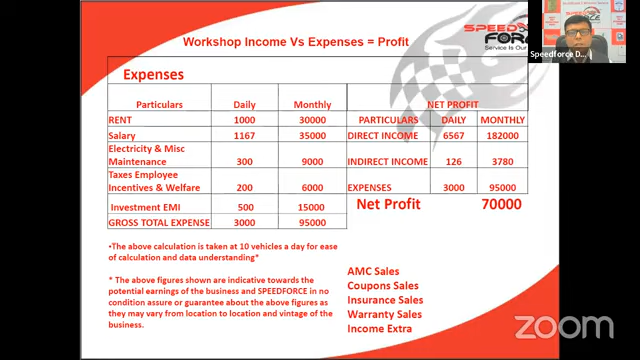 SPEED
FORCE
Service Is Our
Workshop Income Vs Expenses = Profit
Speedforce D...
Expenses
Particulars Daily Monthly
RENT 1000 30000
Salary 1167 35000
Electricity & Misc
Maintenance 300 9000
Taxes Employee
Incentives & Welfare 200 6000
Investment EMI 500 15000
GROSS TOTAL EXPENSE 3000 95000
NET PROFIT
PARTICULARS DAILY MONTHLY
DIRECT INCOME 6567 182000
INDIRECT INCOME 126 3780
EXPENSES 3000 95000
Net Profit 70000
•The above calculation is taken at 10 vehicles a day for ease
of calculation and data understanding*
* The above figures shown are indicative towards the
potential earnings of the business and SPEEDFORCE in no
condition assure or guarantee about the above figures as
they may vary from location to location and vintage of the
business.
AMC Sales
Coupons Sales
Insurance Sales
Warranty Sales
Income Extra
zoom